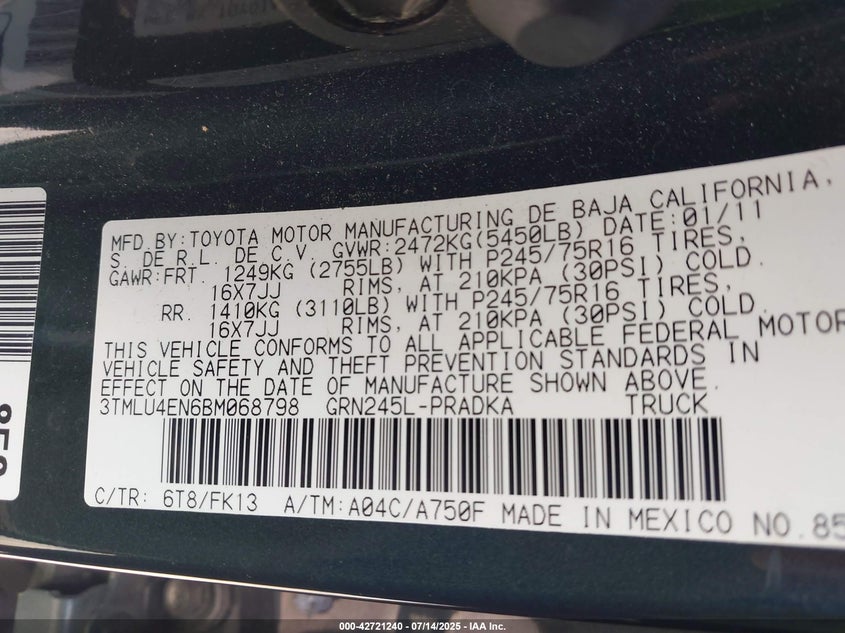 MFD.BY:TOYOTA MOTOR MANUFACTURING DE BAJA CALIFORNIA,
S. DE R.L. DE C.V. GVWR:2472KG(5450LB) DATE:01/11
GAWR:FRT. 1249KG (2755LB) WITH P245/75R16 TIRES,
16X7JJ RIMS, AT 210KPA (30PSI) COLD.
RR. 1410KG (3110LB) WITH P245/75R16 TIRES,
16X7JJ RIMS, AT 210KPA (30PSI) COLD.
THIS VEHICLE CONFORMS TO ALL APPLICABLE FEDERAL MOTOR
VEHICLE SAFETY AND THEFT PREVENTION STANDARDS IN
EFFECT ON THE DATE OF MANUFACTURE SHOWN ABOVE.
3TMLU4EN6BM068798 GRN245L-PRADKA TRUCK
C/TR: 6T8/FK13 A/TM:A04C/A750F MADE IN MEXICO NO.85
000-42721240 - 07/14/2025 - IAA Inc.